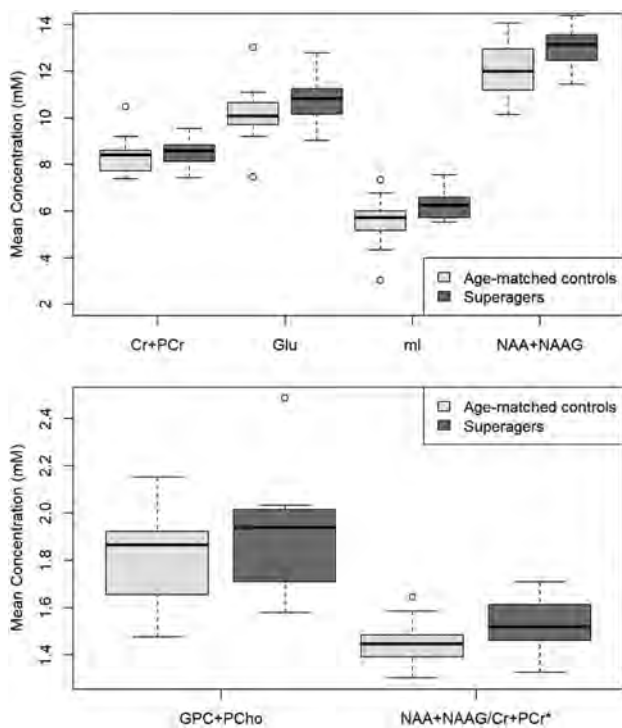 Mean Concentration (mM)
14
12
10
8
6
4
2
Age-matched controls
Superagers
Cr+PCr
Glu
mI
NAA+NAAG
Mean Concentration (mM)
2.4
2.2
2.0
1.8
1.6
1.4
Age-matched controls
Superagers
GPC+PCho
NAA+NAAG/Cr+PCr*